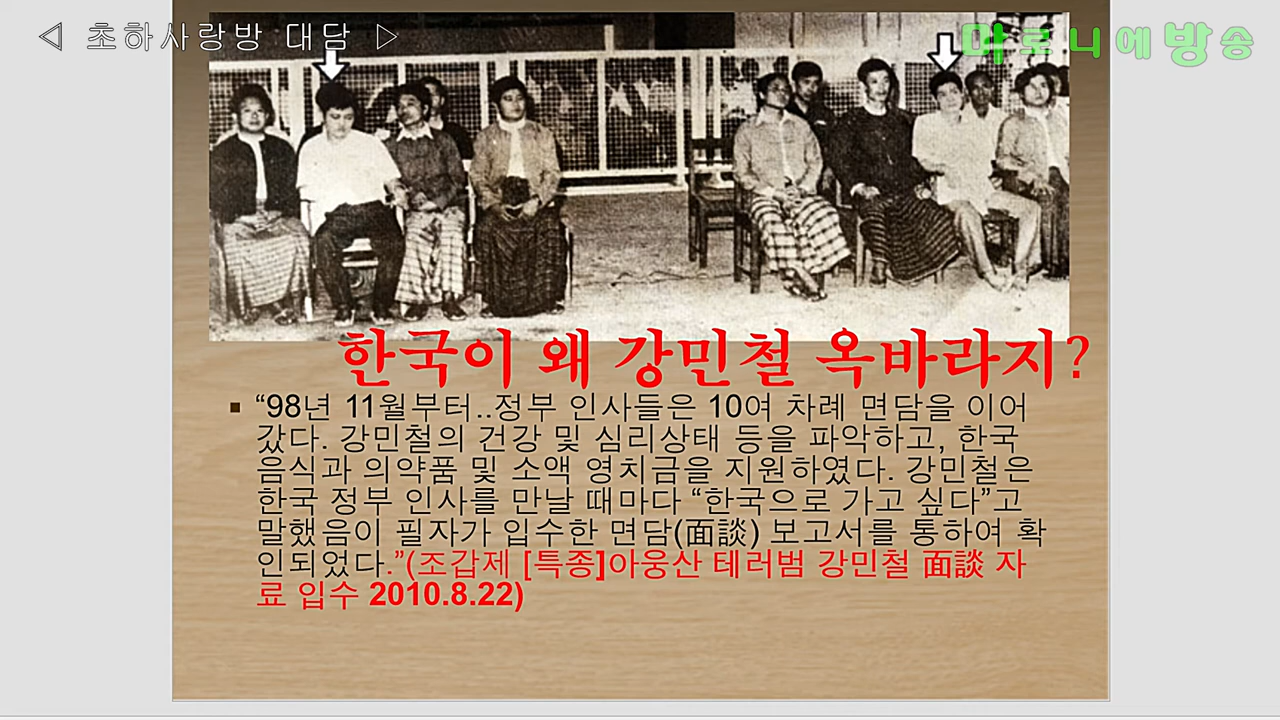 ◁ 초하사랑방 대담 ▷
마로니에방송
한국이 왜 강민철 옥바라지?
▪ “98년 11월부터..정부 인사들은 10여 차례 면담을 이어
갔다. 강민철의 건강 및 심리상태 등을 파악하고, 한국
음식과 의약품 및 소액 영치금을 지원하였다. 강민철은
한국 정부 인사를 만날 때마다 “한국으로 가고 싶다”고
말했음이 필자가 입수한 면담(面談) 보고서를 통하여 확
인되었다.”(조갑제 [특종]아웅산 테러범 강민철 面談 자
료 입수 2010.8.22)